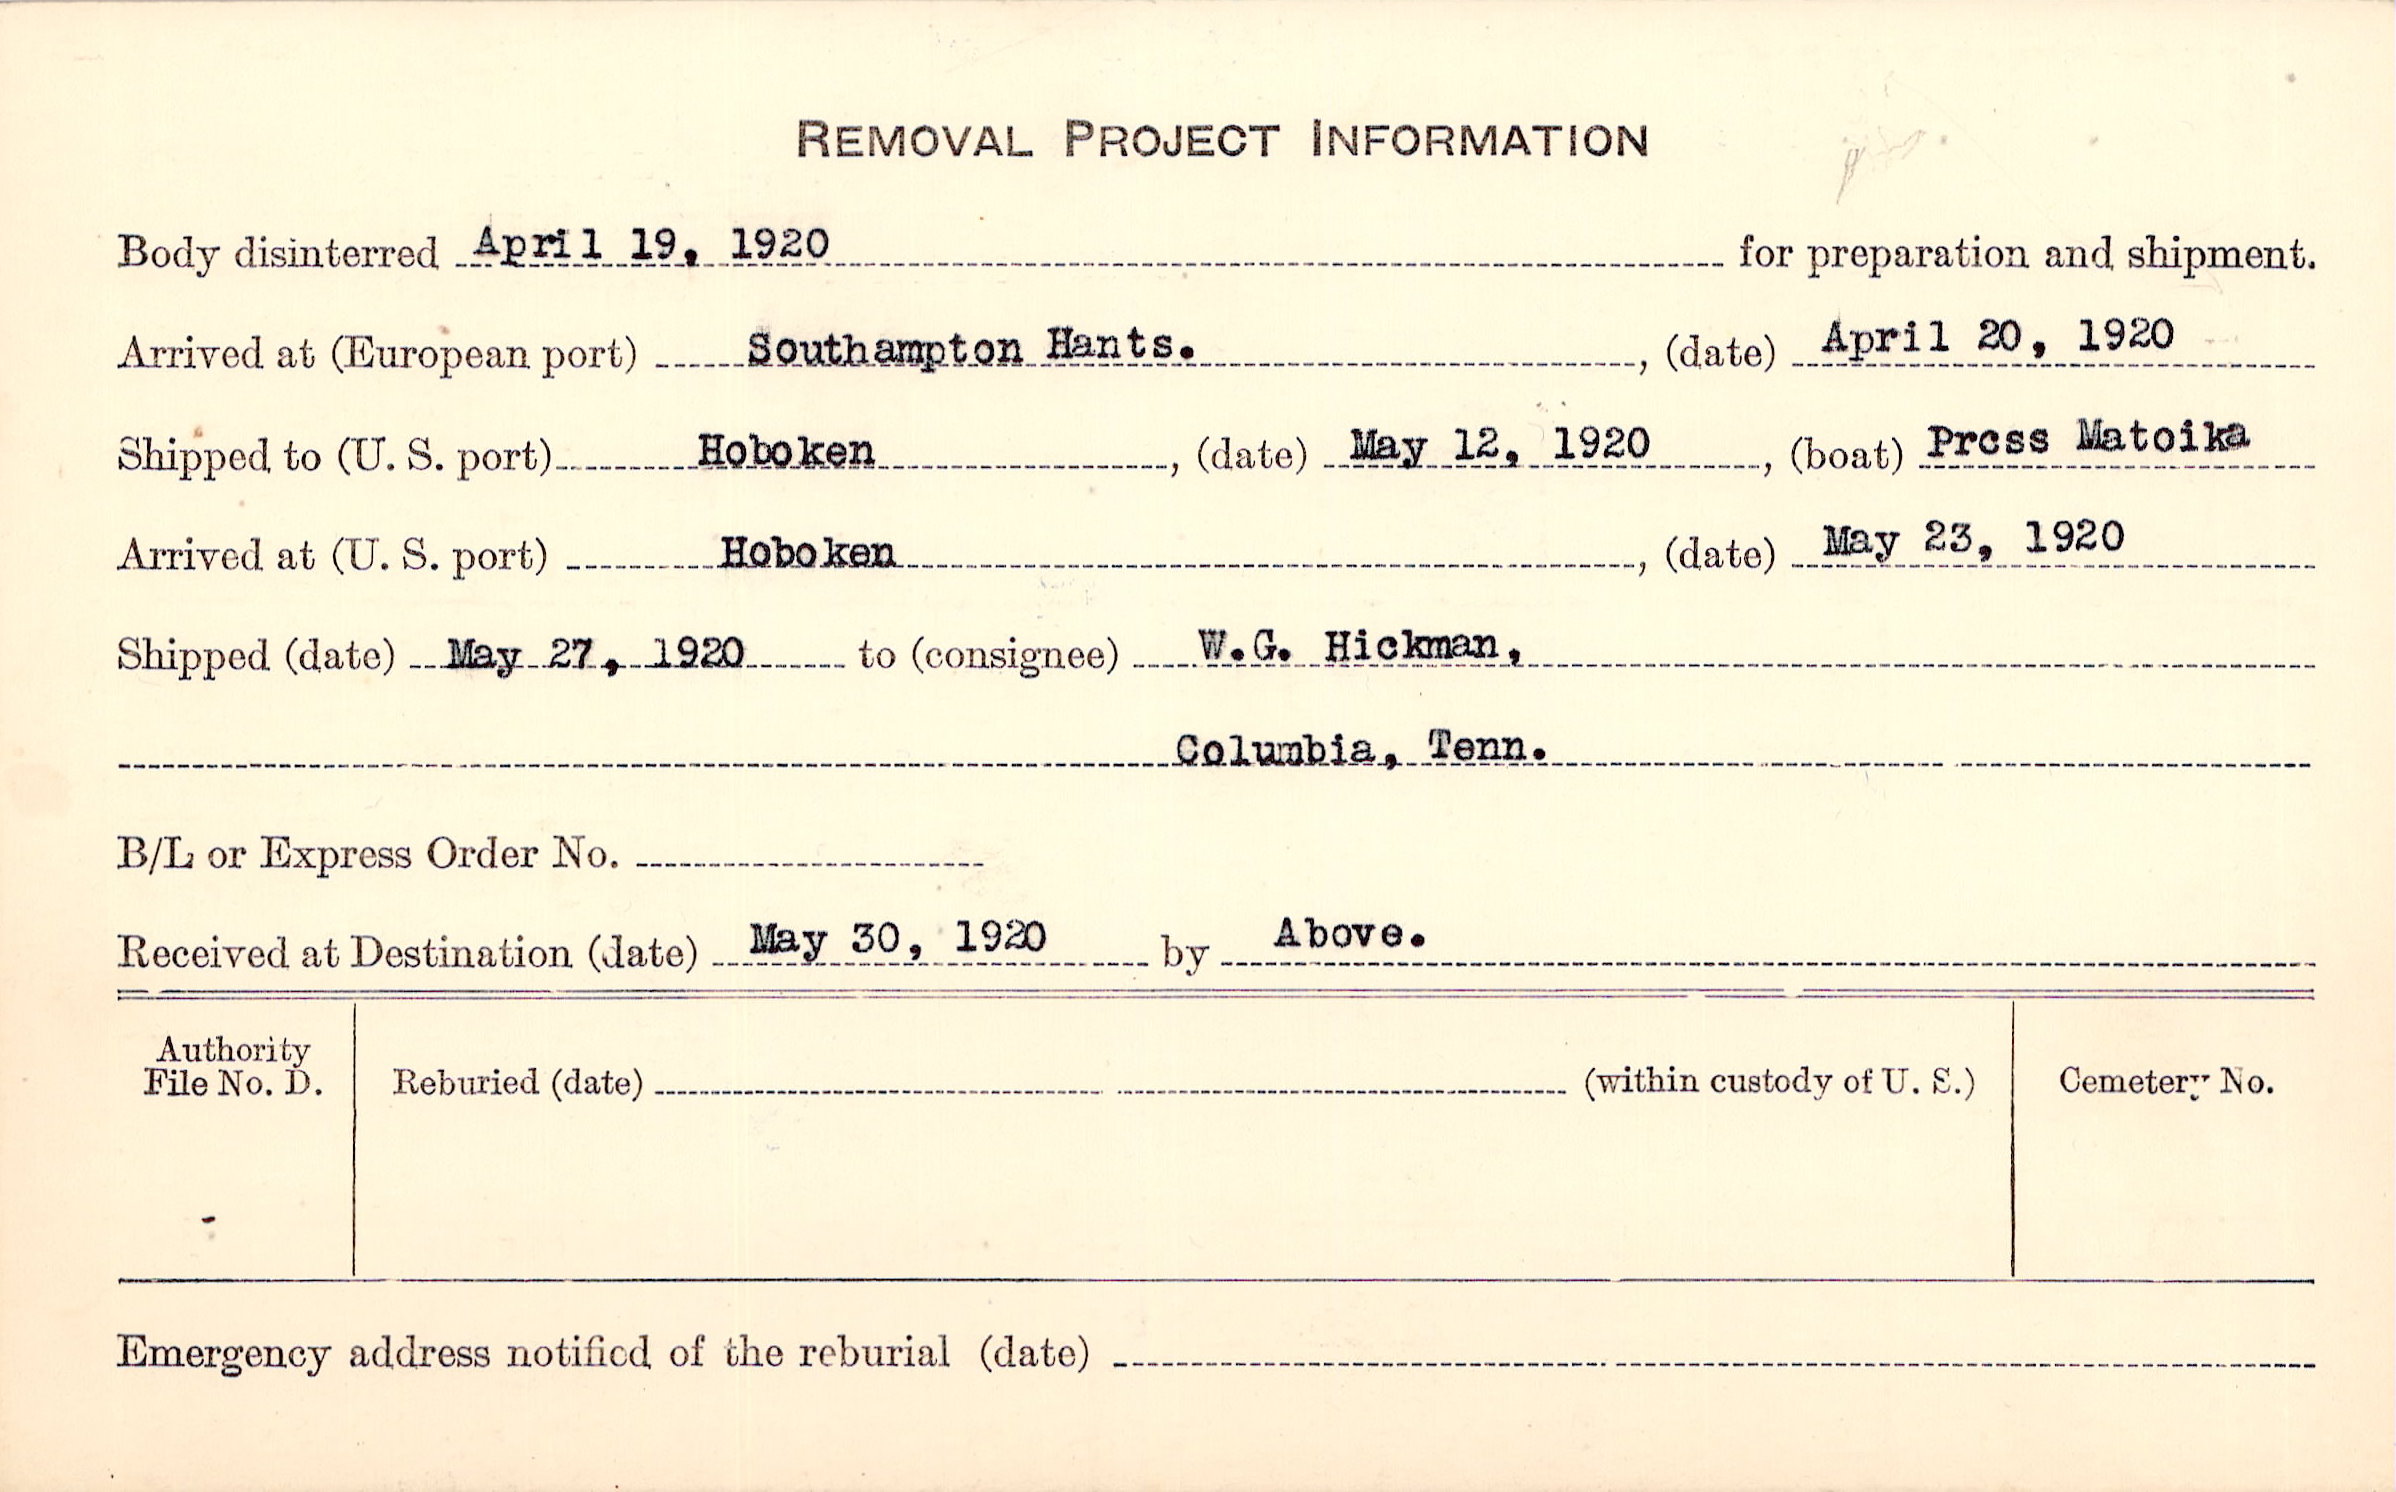 REMOVAL PROJECT INFORMATION
Body disinterred April 19, 1920 for preparation and shipment.
Arrived at (European port) Southampton Hants. , (date) April 20, 1920
Shipped to (U. S. port) Hoboken , (date) May 12, 1920 , (boat) Prcss Matoika
Arrived at (U. S. port) Hoboken , (date) May 23, 1920
Shipped (date) May 27, 1920 to (consignee) W.G. Hickman,
Columbia, Tenn.
B/L or Express Order No.
Received at Destination (date) May 30, 1920 by Above.
Authority
File No. D.
Reburied (date) (within custody of U. S.)
Cemetery No.
-
Emergency address notified of the reburial (date)